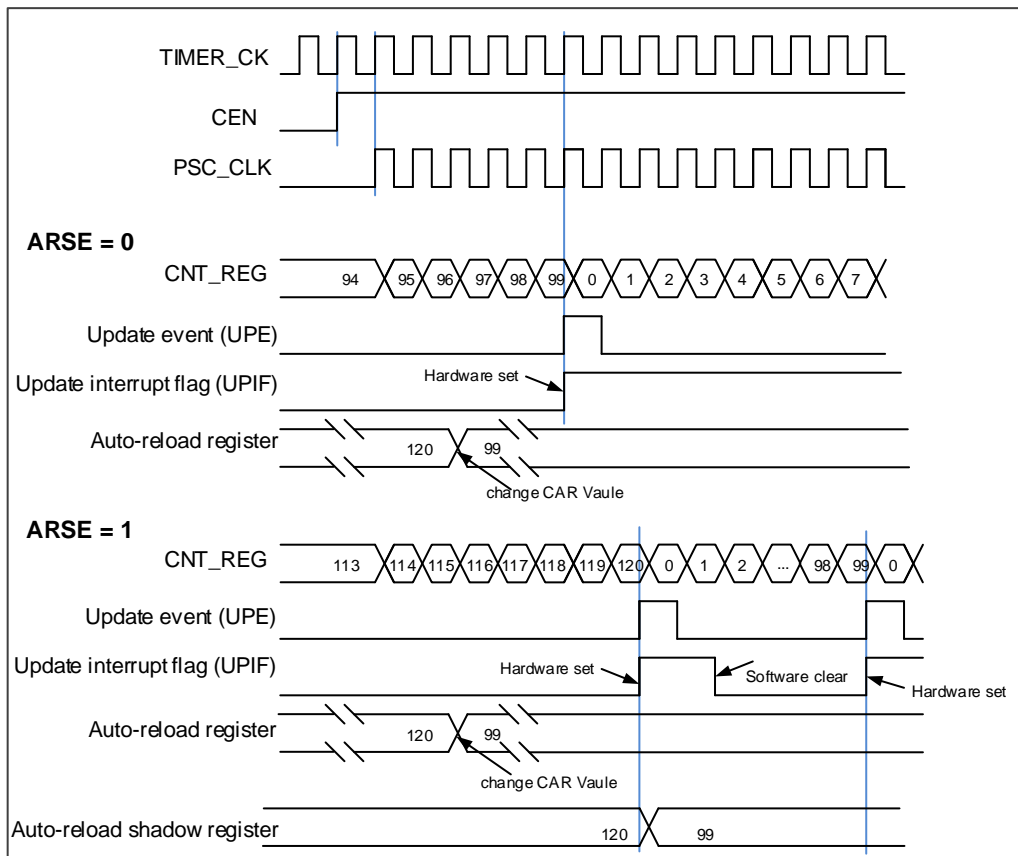 TIMER_CK
CEN
PSC_CLK
ARSE = 0
CNT_REG 94 95 96 97 98 99 0 1 2 3 4 5 6 7
Update event (UPE)
Update interrupt flag (UPIF) Hardware set
Auto-reload register 120 99
change CAR Vaule
ARSE = 1
CNT_REG 113 114 115 116 117 118 119 120 0 1 2 ... 98 99 0
Update event (UPE)
Update interrupt flag (UPIF) Hardware set Software clear Hardware set
Auto-reload register 120 99
change CAR Vaule
Auto-reload shadow register 120 99